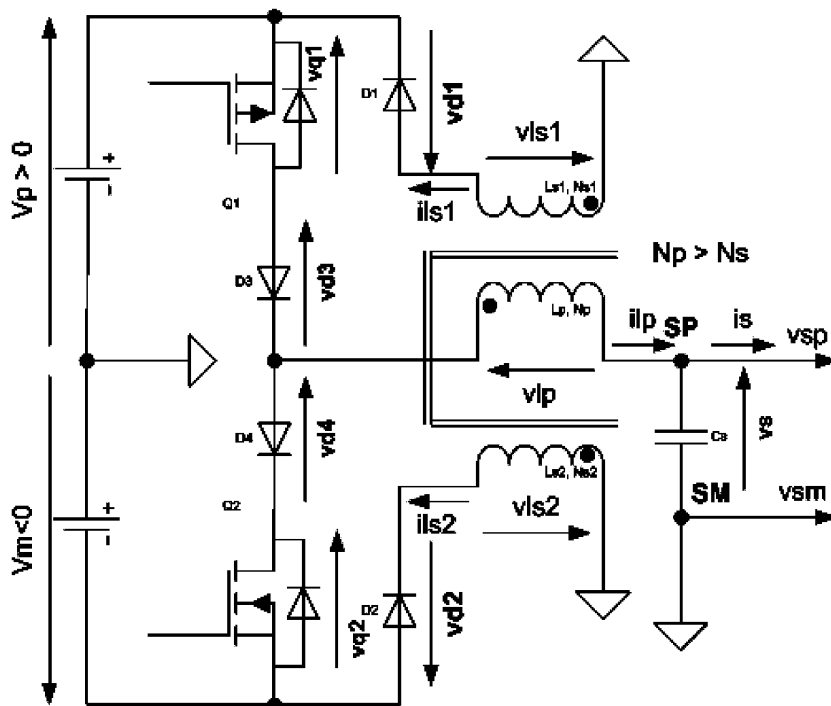 vq1
D1
vd1
vls1
Vp > 0
+
-
ils1
Ls1, Ns1
Q1
Np > Ns
D3
vd3
Lp, Np
ilp
SP
is
vsp
vlp
D4
vd4
Cs
vs
Q2
Ls2, Ns2
SM
vsm
Vm<0
+
-
ils2
vls2
vq2
D2
vd2